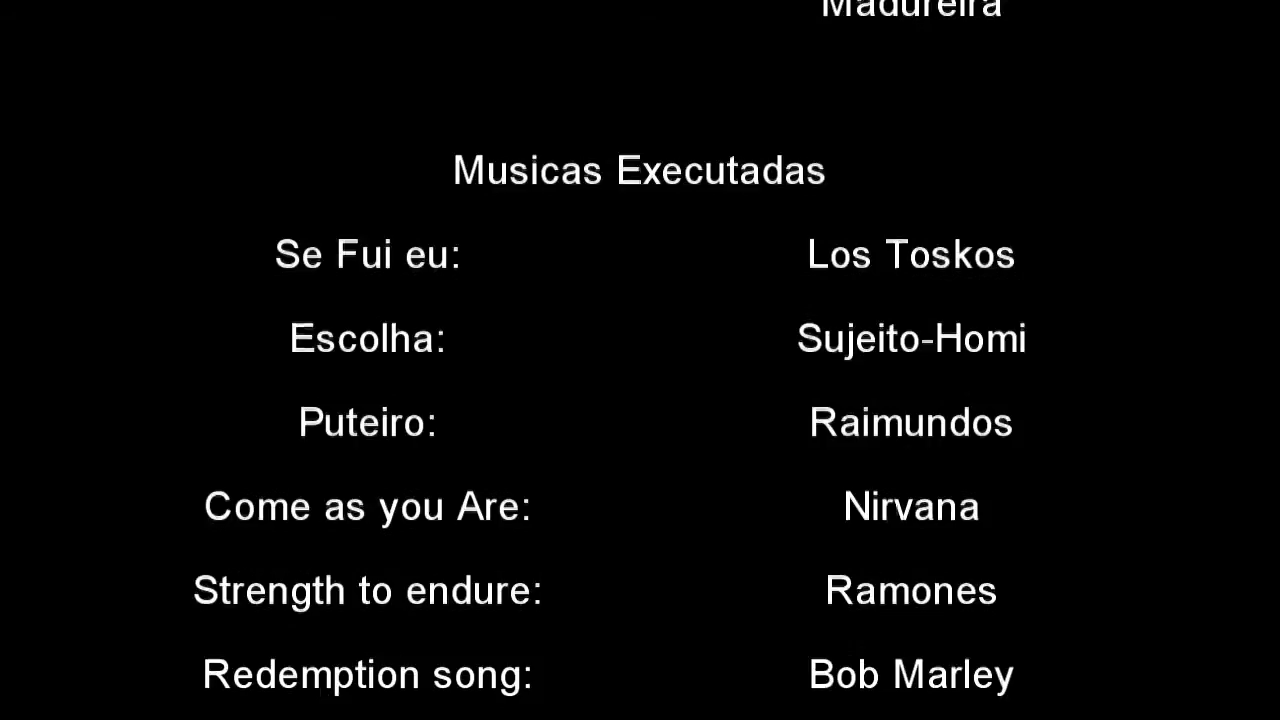 Madureira
Musicas Executadas
Se Fui eu: Los Toskos
Escolha: Sujeito-Homi
Puteiro: Raimundos
Come as you Are: Nirvana
Strength to endure: Ramones
Redemption song: Bob Marley